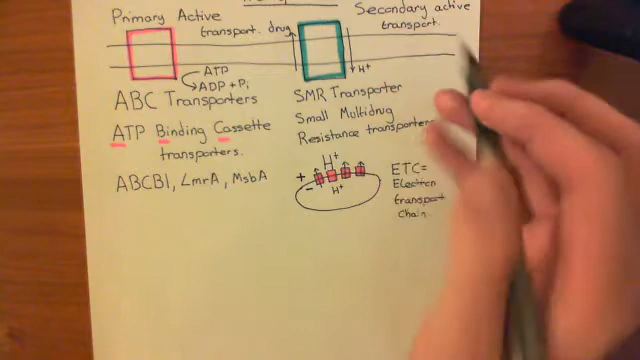 Primary Active
transport.
Secondary active
transport.
drug
H+
ATP
ADP + Pi
ABC Transporters
ATP Binding Cassette
transporters.
ABCB1, LmrA, MsbA
SMR Transporter
Small Multidrug
Resistance transporters
H+
+
-
H+
ETC=
Electron
transport
chain.